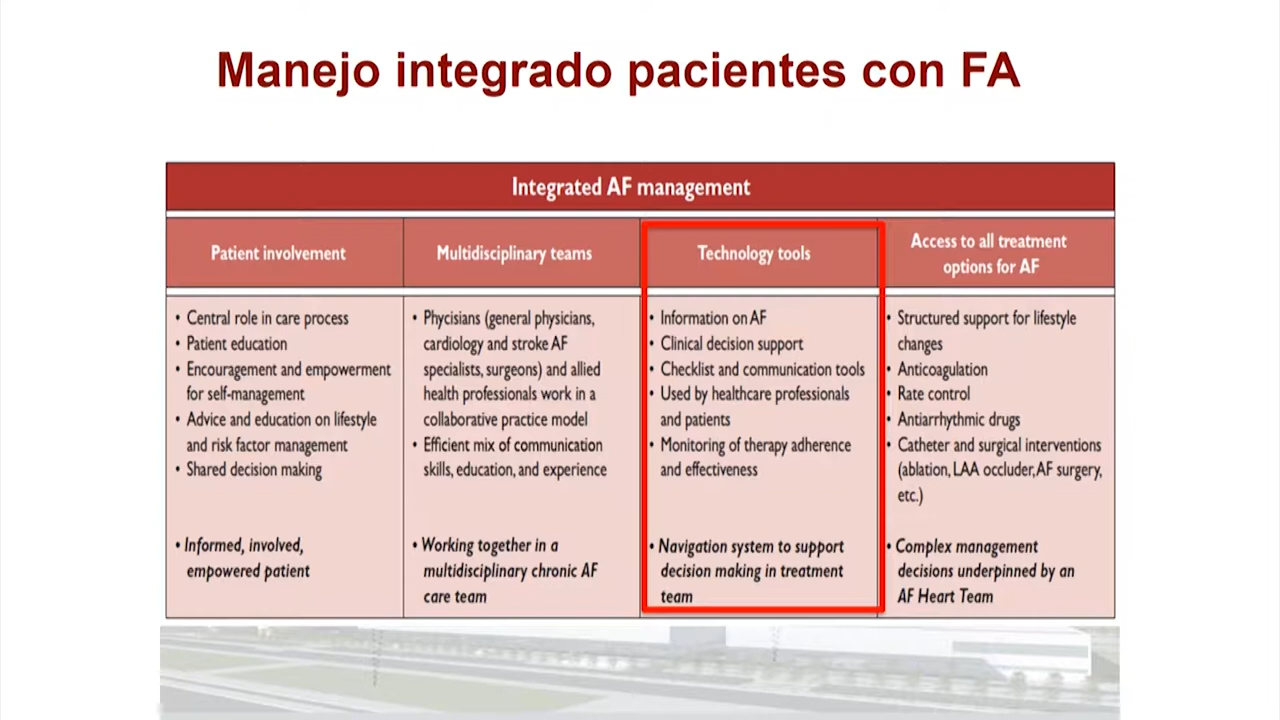 Manejo integrado pacientes con FA
Integrated AF management
Patient involvement
• Central role in care process
• Patient education
• Encouragement and empowerment
for self-management
• Advice and education on lifestyle
and risk factor management
• Shared decision making
• Informed, involved,
empowered patient
Multidisciplinary teams
• Phycisians (general physicians,
cardiology and stroke AF
specialists, surgeons) and allied
health professionals work in a
collaborative practice model
• Efficient mix of communication
skills, education, and experience
• Working together in a
multidisciplinary chronic AF
care team
Technology tools
• Information on AF
• Clinical decision support
• Checklist and communication tools
• Used by healthcare professionals
and patients
• Monitoring of therapy adherence
and effectiveness
• Navigation system to support
decision making in treatment
team
Access to all treatment
options for AF
• Structured support for lifestyle
changes
• Anticoagulation
• Rate control
• Antiarrhythmic drugs
• Catheter and surgical interventions
(ablation, LAA occluder, AF surgery,
etc.)
• Complex management
decisions underpinned by an
AF Heart Team